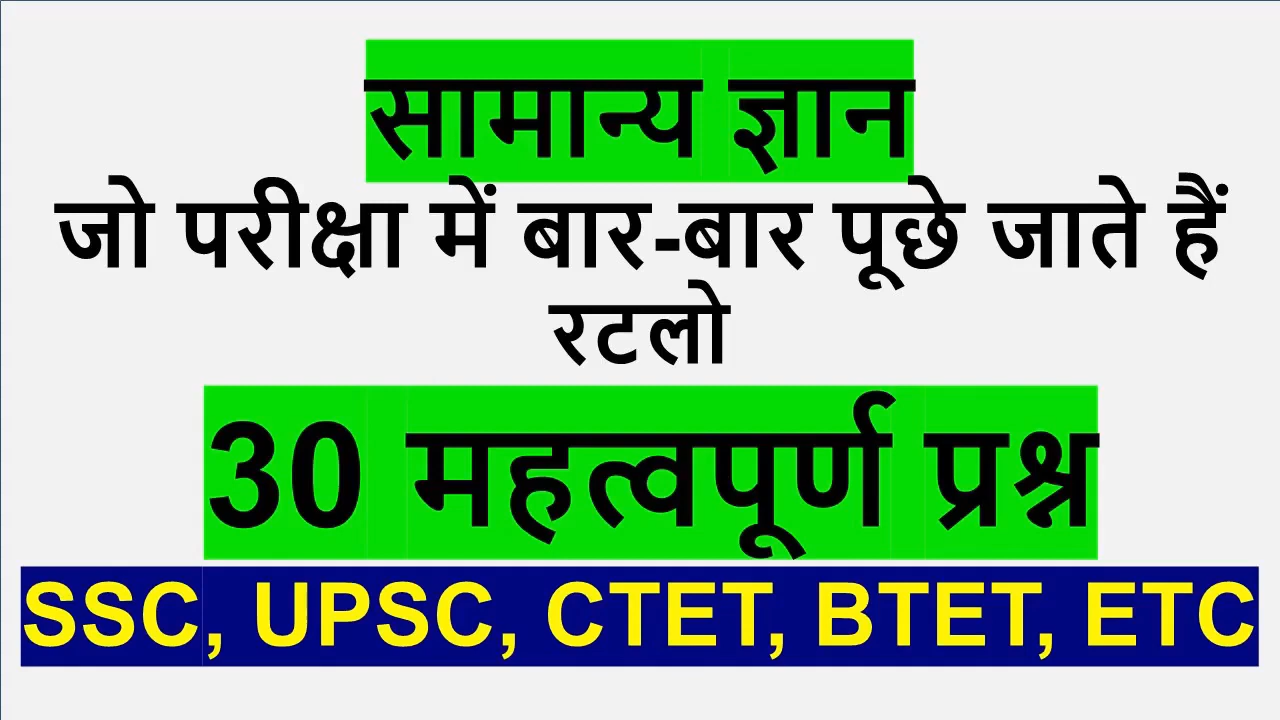 सामान्य ज्ञान
जो परीक्षा में बार-बार पूछे जाते हैं
रटलो
30 महत्वपूर्ण प्रश्न
SSC, UPSC, CTET, BTET, ETC